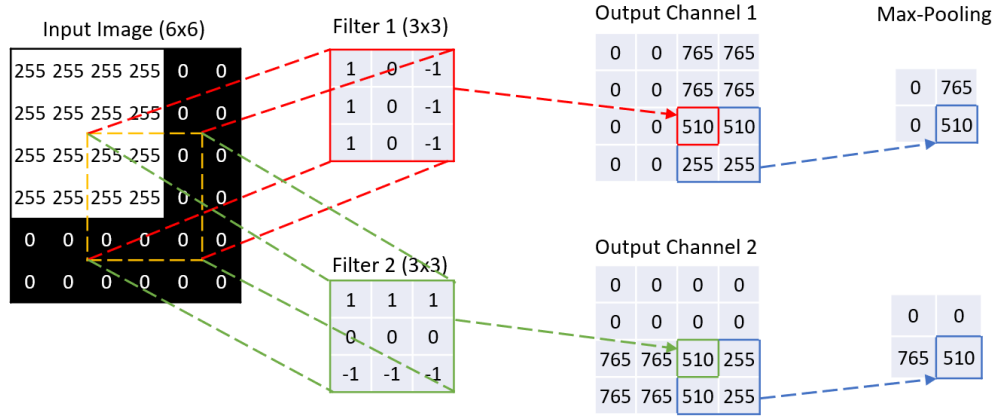 Input Image (6x6)
255 255 255 255 0 0
255 255 255 255 0 0
255 255 255 255 0 0
255 255 255 255 0 0
0 0 0 0 0 0
0 0 0 0 0 0
Filter 1 (3x3)
1 0 -1
1 0 -1
1 0 -1
Output Channel 1
0 0 765 765
0 0 765 765
0 0 510 510
0 0 255 255
Max-Pooling
0 765
0 510
Filter 2 (3x3)
1 1 1
0 0 0
-1 -1 -1
Output Channel 2
0 0 0 0
0 0 0 0
765 765 510 255
765 765 510 255
0 0
765 510